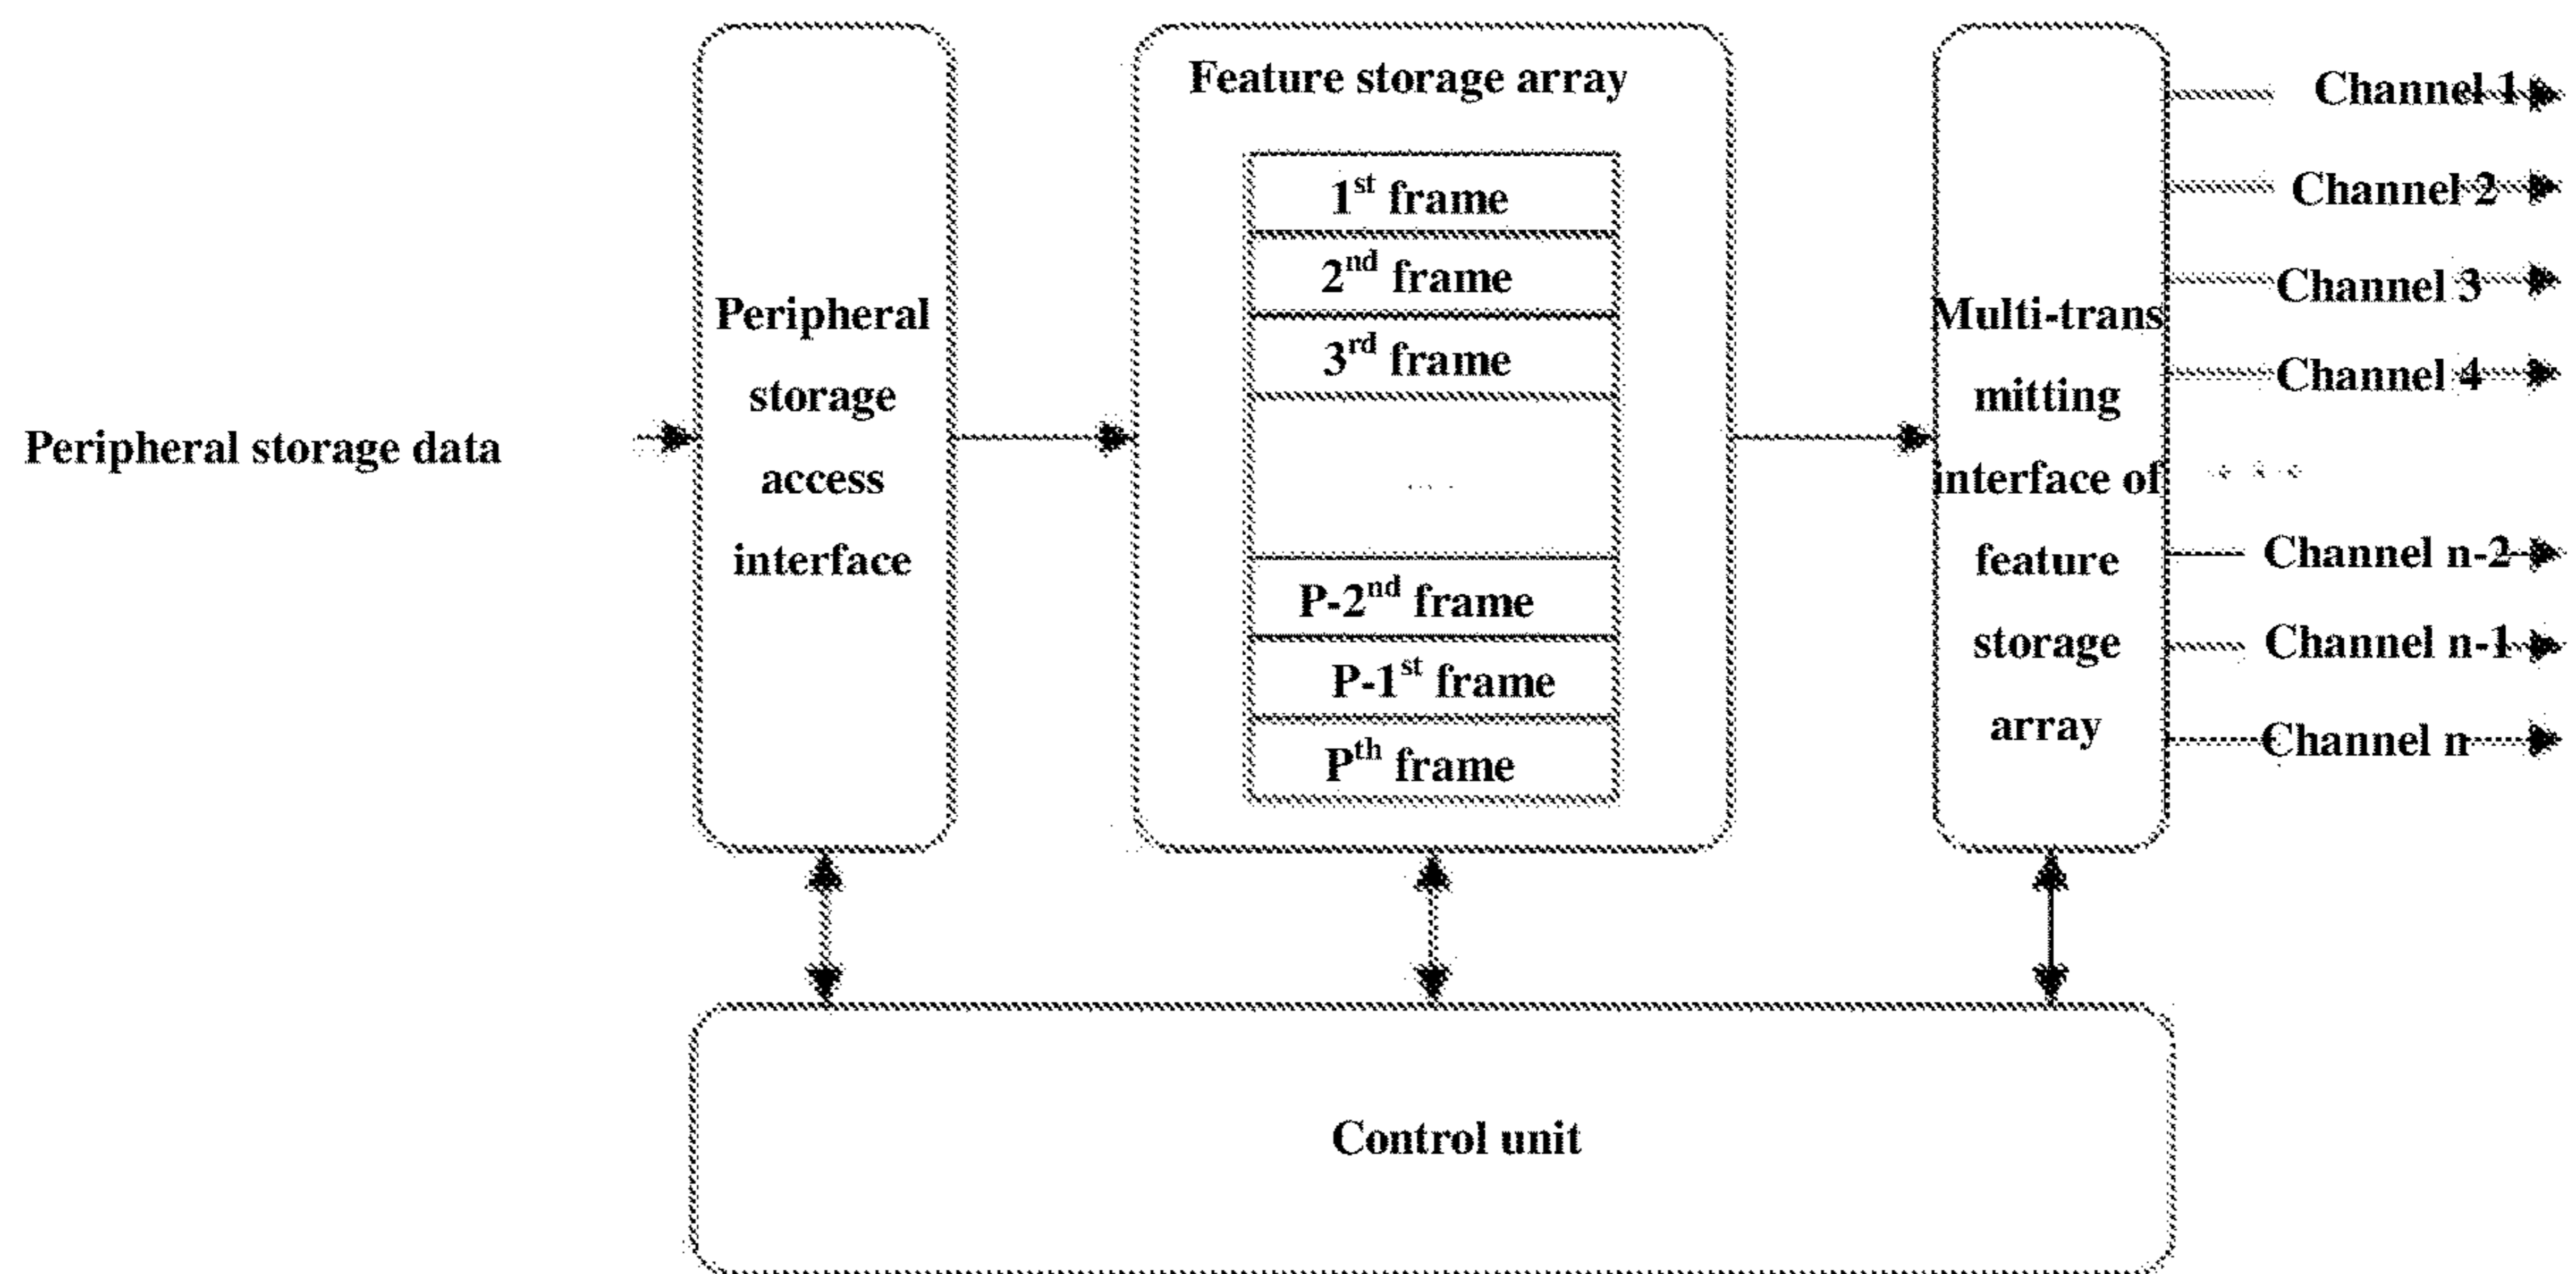 Peripheral storage data
Peripheral
storage
access
interface
Feature storage array
1st frame
2nd frame
3rd frame
....
P-2nd frame
P-1st frame
Pth frame
Multi-trans
mitting
interface of
feature
storage
array
Channel 1
Channel 2
Channel 3
Channel 4
. . .
Channel n-2
Channel n-1
Channel n
Control unit